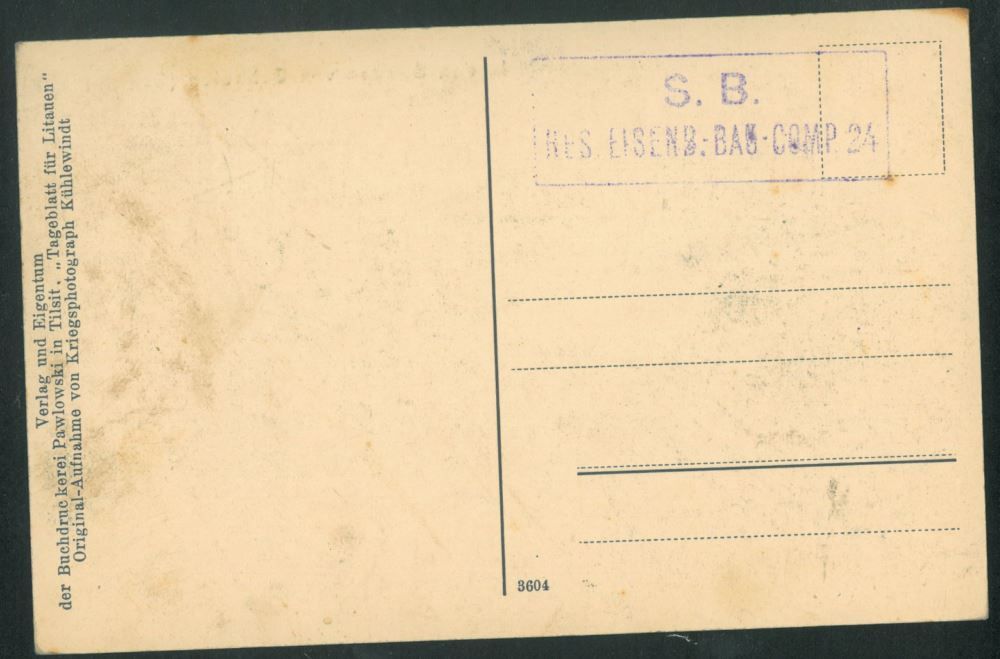 Verlag und Eigentum
der Buchdruckerei Pawlowski in Tilsit. „Tageblatt für Litauen"
Original-Aufnahme von Kriegsphotograph Kühlewindt
S. B.
RES. EISENB.-BAU-COMP. 24
3604